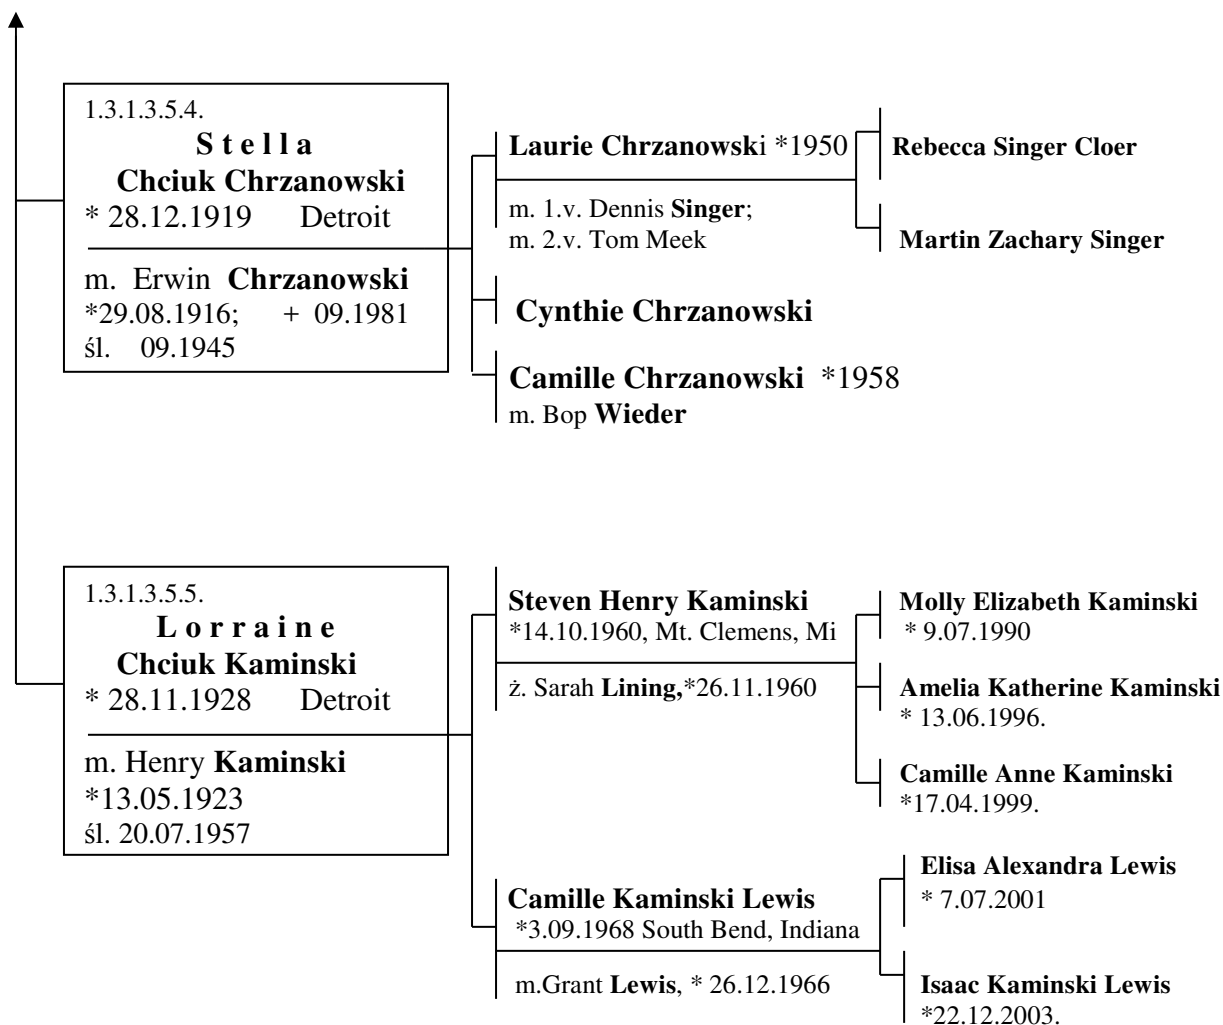 1.3.1.3.5.4.
S t e l l a
Chciuk Chrzanowski
* 28.12.1919 Detroit
m. Erwin Chrzanowski
*29.08.1916; + 09.1981
śl. 09.1945
Laurie Chrzanowski *1950
m. 1.v. Dennis Singer;
m. 2.v. Tom Meek
Rebecca Singer Cloer
Martin Zachary Singer
Cynthie Chrzanowski
Camille Chrzanowski *1958
m. Bop Wieder
1.3.1.3.5.5.
L o r r a i n e
Chciuk Kaminski
* 28.11.1928 Detroit
m. Henry Kaminski
*13.05.1923
śl. 20.07.1957
Steven Henry Kaminski
*14.10.1960, Mt. Clemens, Mi
ż. Sarah Lining,*26.11.1960
Molly Elizabeth Kaminski
* 9.07.1990
Amelia Katherine Kaminski
* 13.06.1996.
Camille Anne Kaminski
*17.04.1999.
Camille Kaminski Lewis
*3.09.1968 South Bend, Indiana
m.Grant Lewis, * 26.12.1966
Elisa Alexandra Lewis
* 7.07.2001
Isaac Kaminski Lewis
*22.12.2003.